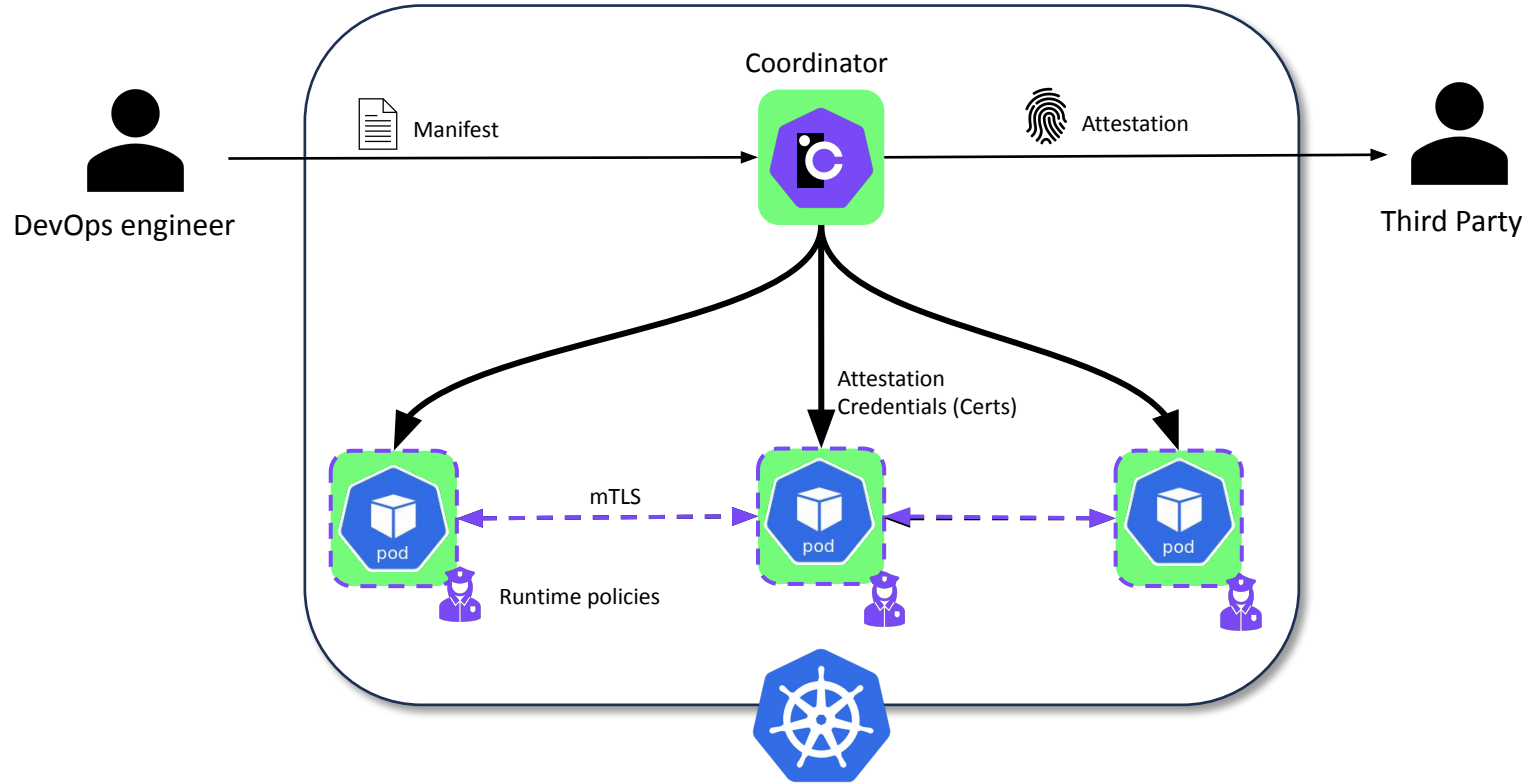 Coordinator
Manifest
Attestation
DevOps engineer
Third Party
Attestation
Credentials (Certs)
mTLS
pod
pod
pod
Runtime policies